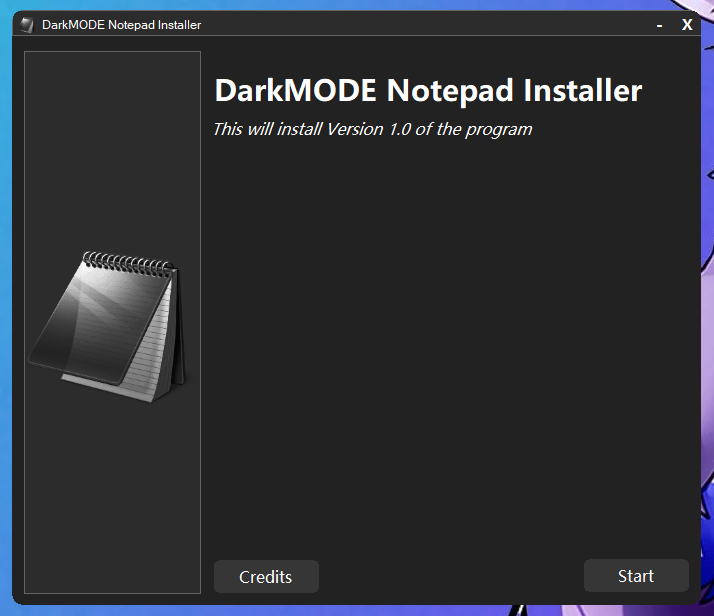 DarkMODE Notepad Installer
- X
DarkMODE Notepad Installer
This will install Version 1.0 of the program
Credits
Start